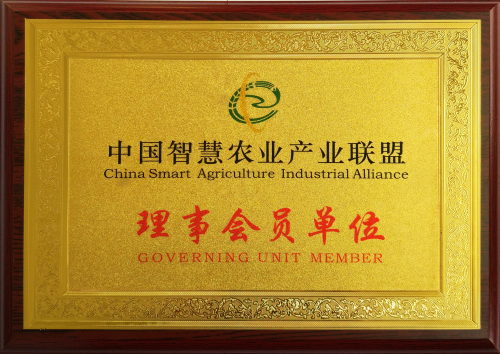 中国智慧农业产业联盟
China Smart Agriculture Industrial Alliance
理事会员单位
GOVERNING UNIT MEMBER